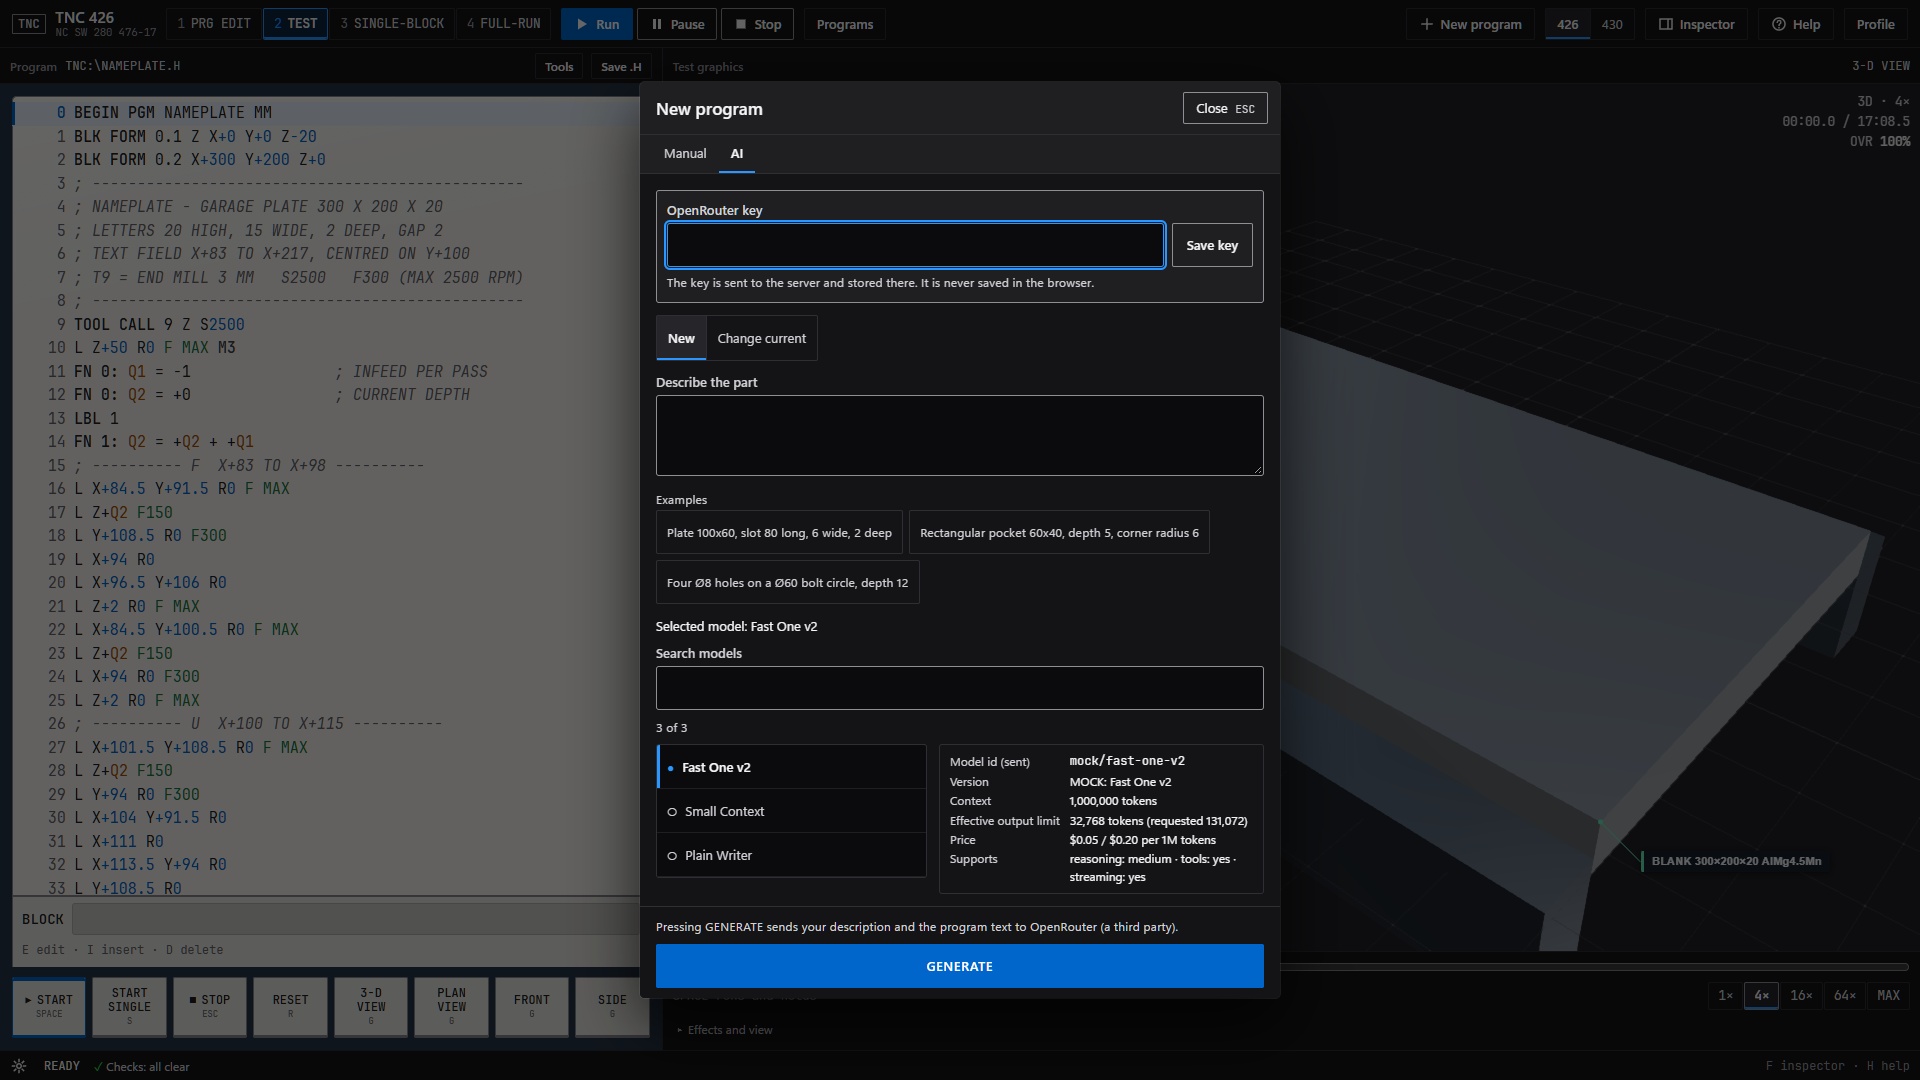 TNC
TNC 426
NC SW 280 476-17
1 PRG EDIT
2 TEST
3 SINGLE-BLOCK
4 FULL-RUN
Run
Pause
Stop
Programs
New program
426
430
Inspector
Help
Profile
Program TNC:\NAMEPLATE.H
Tools
Save .H
Test graphics
3-D VIEW
0 BEGIN PGM NAMEPLATE MM
1 BLK FORM 0.1 Z X+0 Y+0 Z-20
2 BLK FORM 0.2 X+300 Y+200 Z+0
3 ; ------------------------------------------------
4 ; NAMEPLATE - GARAGE PLATE 300 X 200 X 20
5 ; LETTERS 20 HIGH, 15 WIDE, 2 DEEP, GAP 2
6 ; TEXT FIELD X+83 TO X+217, CENTRED ON Y+100
7 ; T9 = END MILL 3 MM   S2500   F300 (MAX 2500 RPM)
8 ; ------------------------------------------------
9 TOOL CALL 9 Z S2500
10 L Z+50 R0 F MAX M3
11 FN 0: Q1 = -1 ; INFEED PER PASS
12 FN 0: Q2 = +0 ; CURRENT DEPTH
13 LBL 1
14 FN 1: Q2 = +Q2 + +Q1
15 ; ---------- F  X+83 TO X+98 ----------
16 L X+84.5 Y+91.5 R0 F MAX
17 L Z+Q2 F150
18 L Y+108.5 R0 F300
19 L X+94 R0
20 L X+96.5 Y+106 R0
21 L Z+2 R0 F MAX
22 L X+84.5 Y+100.5 R0 F MAX
23 L Z+Q2 F150
24 L X+94 R0 F300
25 L Z+2 R0 F MAX
26 ; ---------- U  X+100 TO X+115 ----------
27 L X+101.5 Y+108.5 R0 F MAX
28 L Z+Q2 F150
29 L Y+94 R0 F300
30 L X+104 Y+91.5 R0
31 L X+111 R0
32 L X+113.5 Y+94 R0
33 L Y+108.5 R0
BLOCK
E edit · I insert · D delete
START
SPACE
START SINGLE
S
STOP
ESC
RESET
R
3-D VIEW
G
PLAN VIEW
G
FRONT
G
SIDE
G
READY
✓ Checks: all clear
New program
Close ESC
Manual
AI
OpenRouter key
Save key
The key is sent to the server and stored there. It is never saved in the browser.
New
Change current
Describe the part
Examples
Plate 100x60, slot 80 long, 6 wide, 2 deep
Rectangular pocket 60x40, depth 5, corner radius 6
Four Ø8 holes on a Ø60 bolt circle, depth 12
Selected model: Fast One v2
Search models
3 of 3
Fast One v2
Small Context
Plain Writer
Model id (sent) mock/fast-one-v2
Version MOCK: Fast One v2
Context 1,000,000 tokens
Effective output limit 32,768 tokens (requested 131,072)
Price $0.05 / $0.20 per 1M tokens
Supports reasoning: medium · tools: yes ·
streaming: yes
Pressing GENERATE sends your description and the program text to OpenRouter (a third party).
GENERATE
3D · 4×
00:00.0 / 17:08.5
OVR 100%
BLANK 300×200×20 AlMg4.5Mn
1×
4×
16×
64×
MAX
Effects and view
F inspector · H help